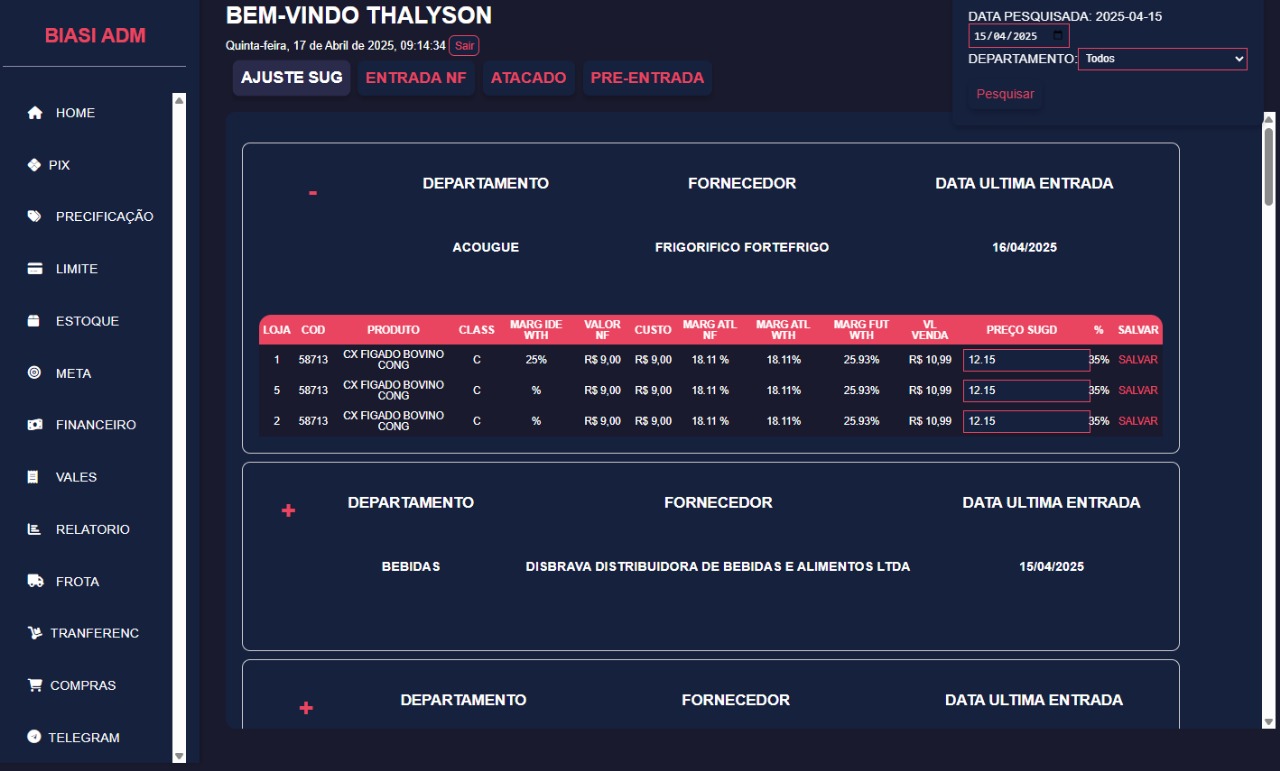 BIASI ADM
HOME
PIX
PRECIFICAÇÃO
LIMITE
ESTOQUE
META
FINANCEIRO
VALES
RELATORIO
FROTA
TRANFERENC
COMPRAS
TELEGRAM
BEM-VINDO THALYSON
Quinta-feira, 17 de Abril de 2025, 09:14:34 Sair
AJUSTE SUG ENTRADA NF ATACADO PRE-ENTRADA
DATA PESQUISADA: 2025-04-15
15/04/2025
DEPARTAMENTO: Todos
Pesquisar
- DEPARTAMENTO FORNECEDOR DATA ULTIMA ENTRADA
ACOUGUE FRIGORIFICO FORTEFRIGO 16/04/2025
LOJA COD PRODUTO CLASS MARG IDE WTH VALOR NF CUSTO MARG ATL NF MARG ATL WTH MARG FUT WTH VL VENDA PREÇO SUGD % SALVAR
1 58713 CX FIGADO BOVINO CONG C 25% R$ 9,00 R$ 9,00 18.11 % 18.11% 25.93% R$ 10,99 12.15 35% SALVAR
5 58713 CX FIGADO BOVINO CONG C % R$ 9,00 R$ 9,00 18.11 % 18.11% 25.93% R$ 10,99 12.15 35% SALVAR
2 58713 CX FIGADO BOVINO CONG C % R$ 9,00 R$ 9,00 18.11 % 18.11% 25.93% R$ 10,99 12.15 35% SALVAR
+ DEPARTAMENTO FORNECEDOR DATA ULTIMA ENTRADA
BEBIDAS DISBRAVA DISTRIBUIDORA DE BEBIDAS E ALIMENTOS LTDA 15/04/2025
+ DEPARTAMENTO FORNECEDOR DATA ULTIMA ENTRADA